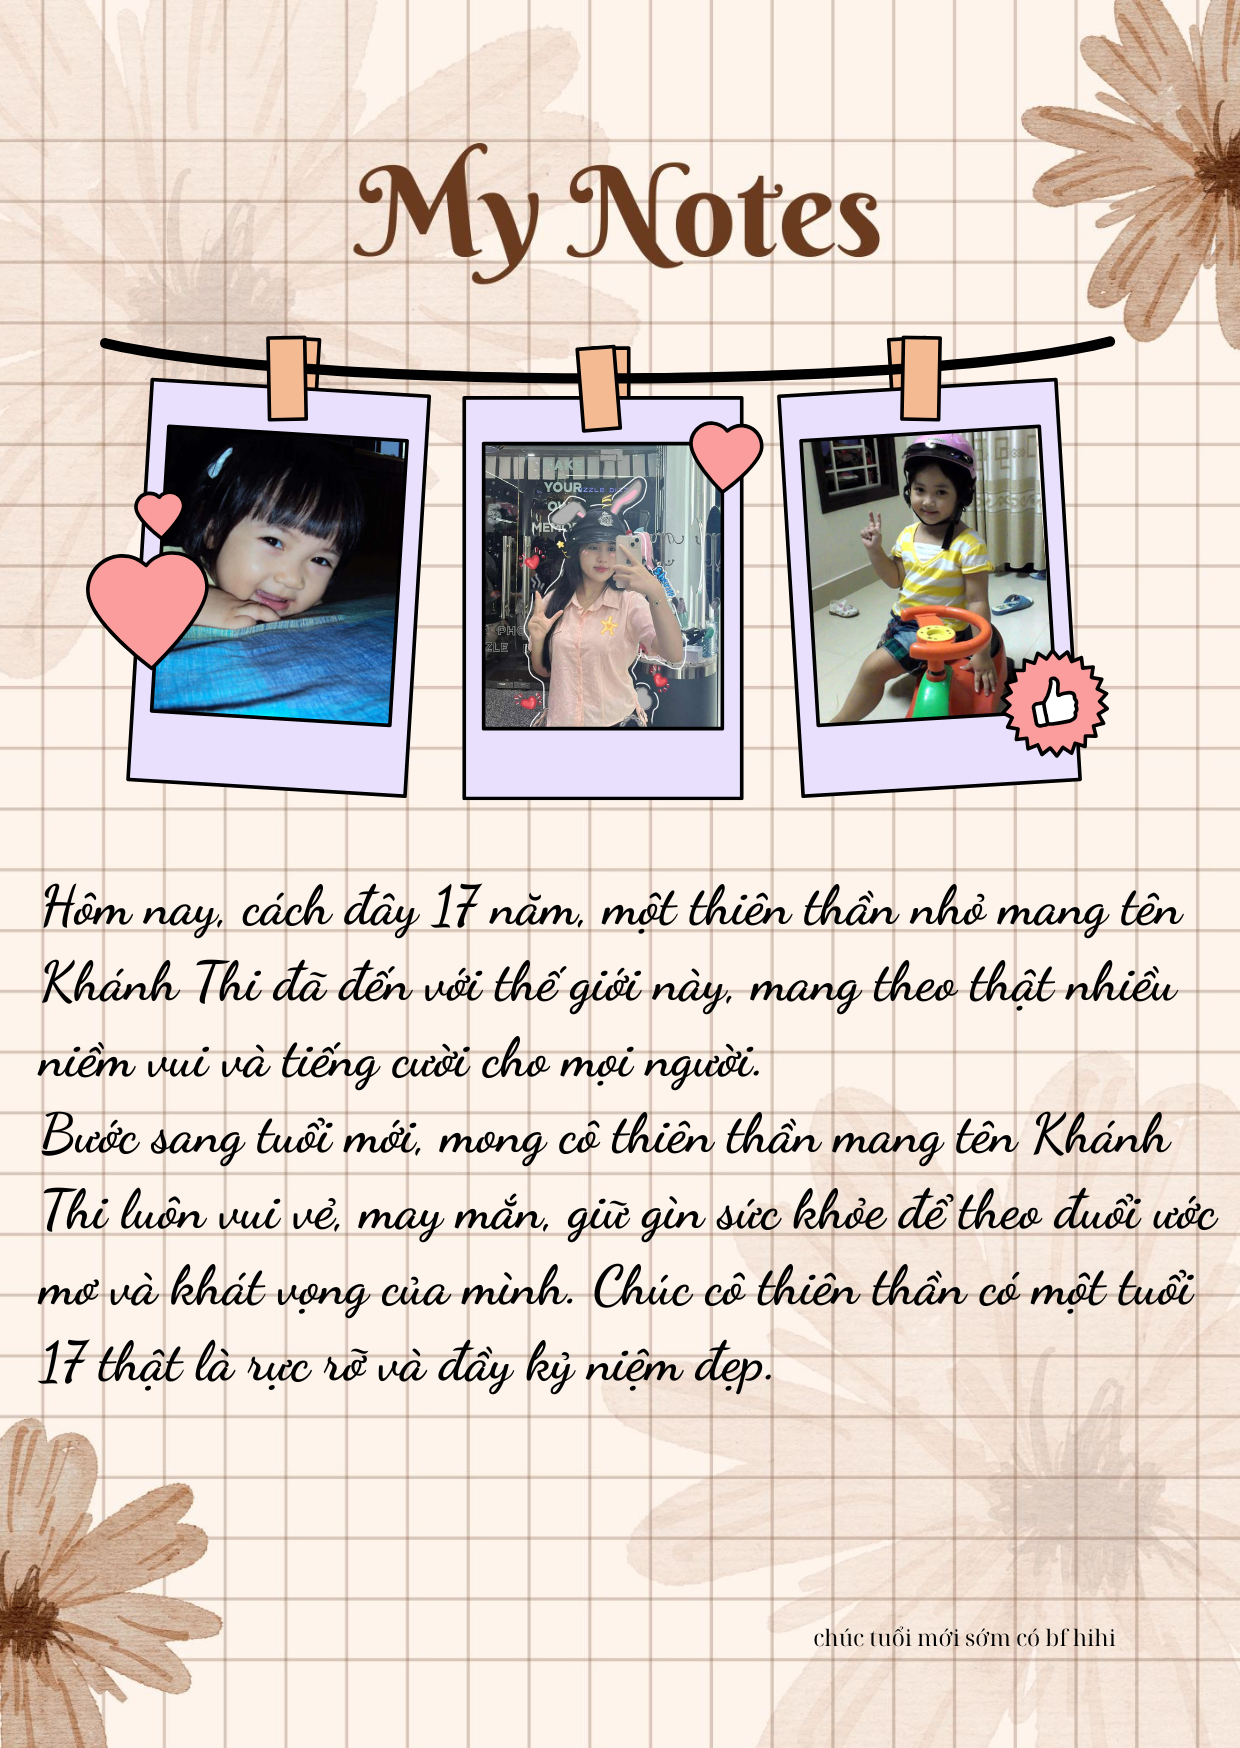 My Notes
MAKE
YOUR
PUZZLE
Hôm nay, cách đây 17 năm, một thiên thần nhỏ mang tên
Khánh Thi đã đến với thế giới này, mang theo thật nhiều
niềm vui và tiếng cười cho mọi người.
Bước sang tuổi mới, mong cô thiên thần mang tên Khánh
Thi luôn vui vẻ, may mắn, giữ gìn sức khỏe để theo đuổi ước
mơ và khát vọng của mình. Chúc cô thiên thần có một tuổi
17 thật là rực rỡ và đầy kỷ niệm đẹp.
chúc tuổi mới sớm có bf hihi